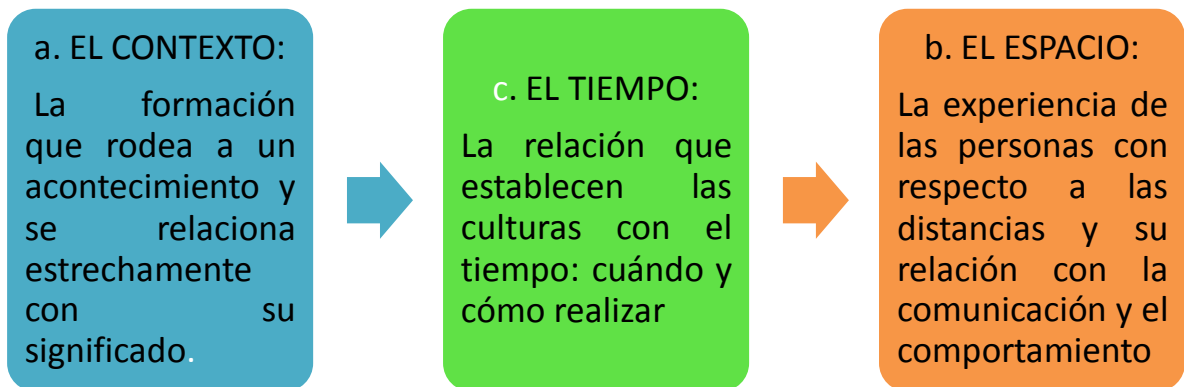 a. EL CONTEXTO:
La formación
que rodea a un
acontecimiento y
se relaciona
estrechamente
con su
significado.
c. EL TIEMPO:
La relación que
establecen las
culturas con el
tiempo: cuándo y
cómo realizar
b. EL ESPACIO:
La experiencia de
las personas con
respecto a las
distancias y su
relación con la
comunicación y el
comportamiento